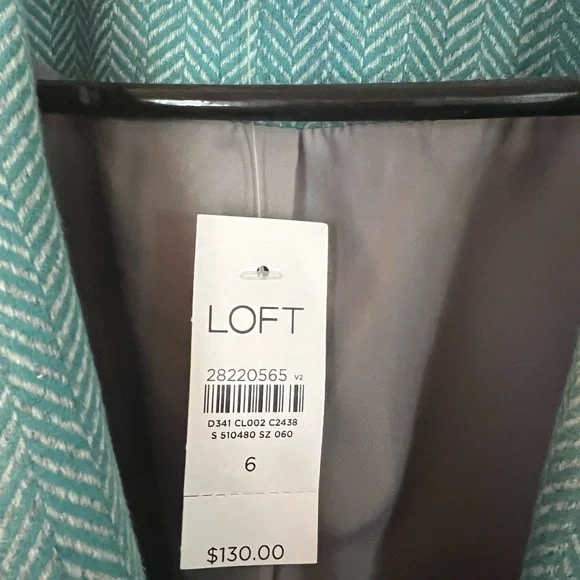 LOFT
28220565 V2
D341 CL002 C2438
S 510480 SZ 060
6
$130.00